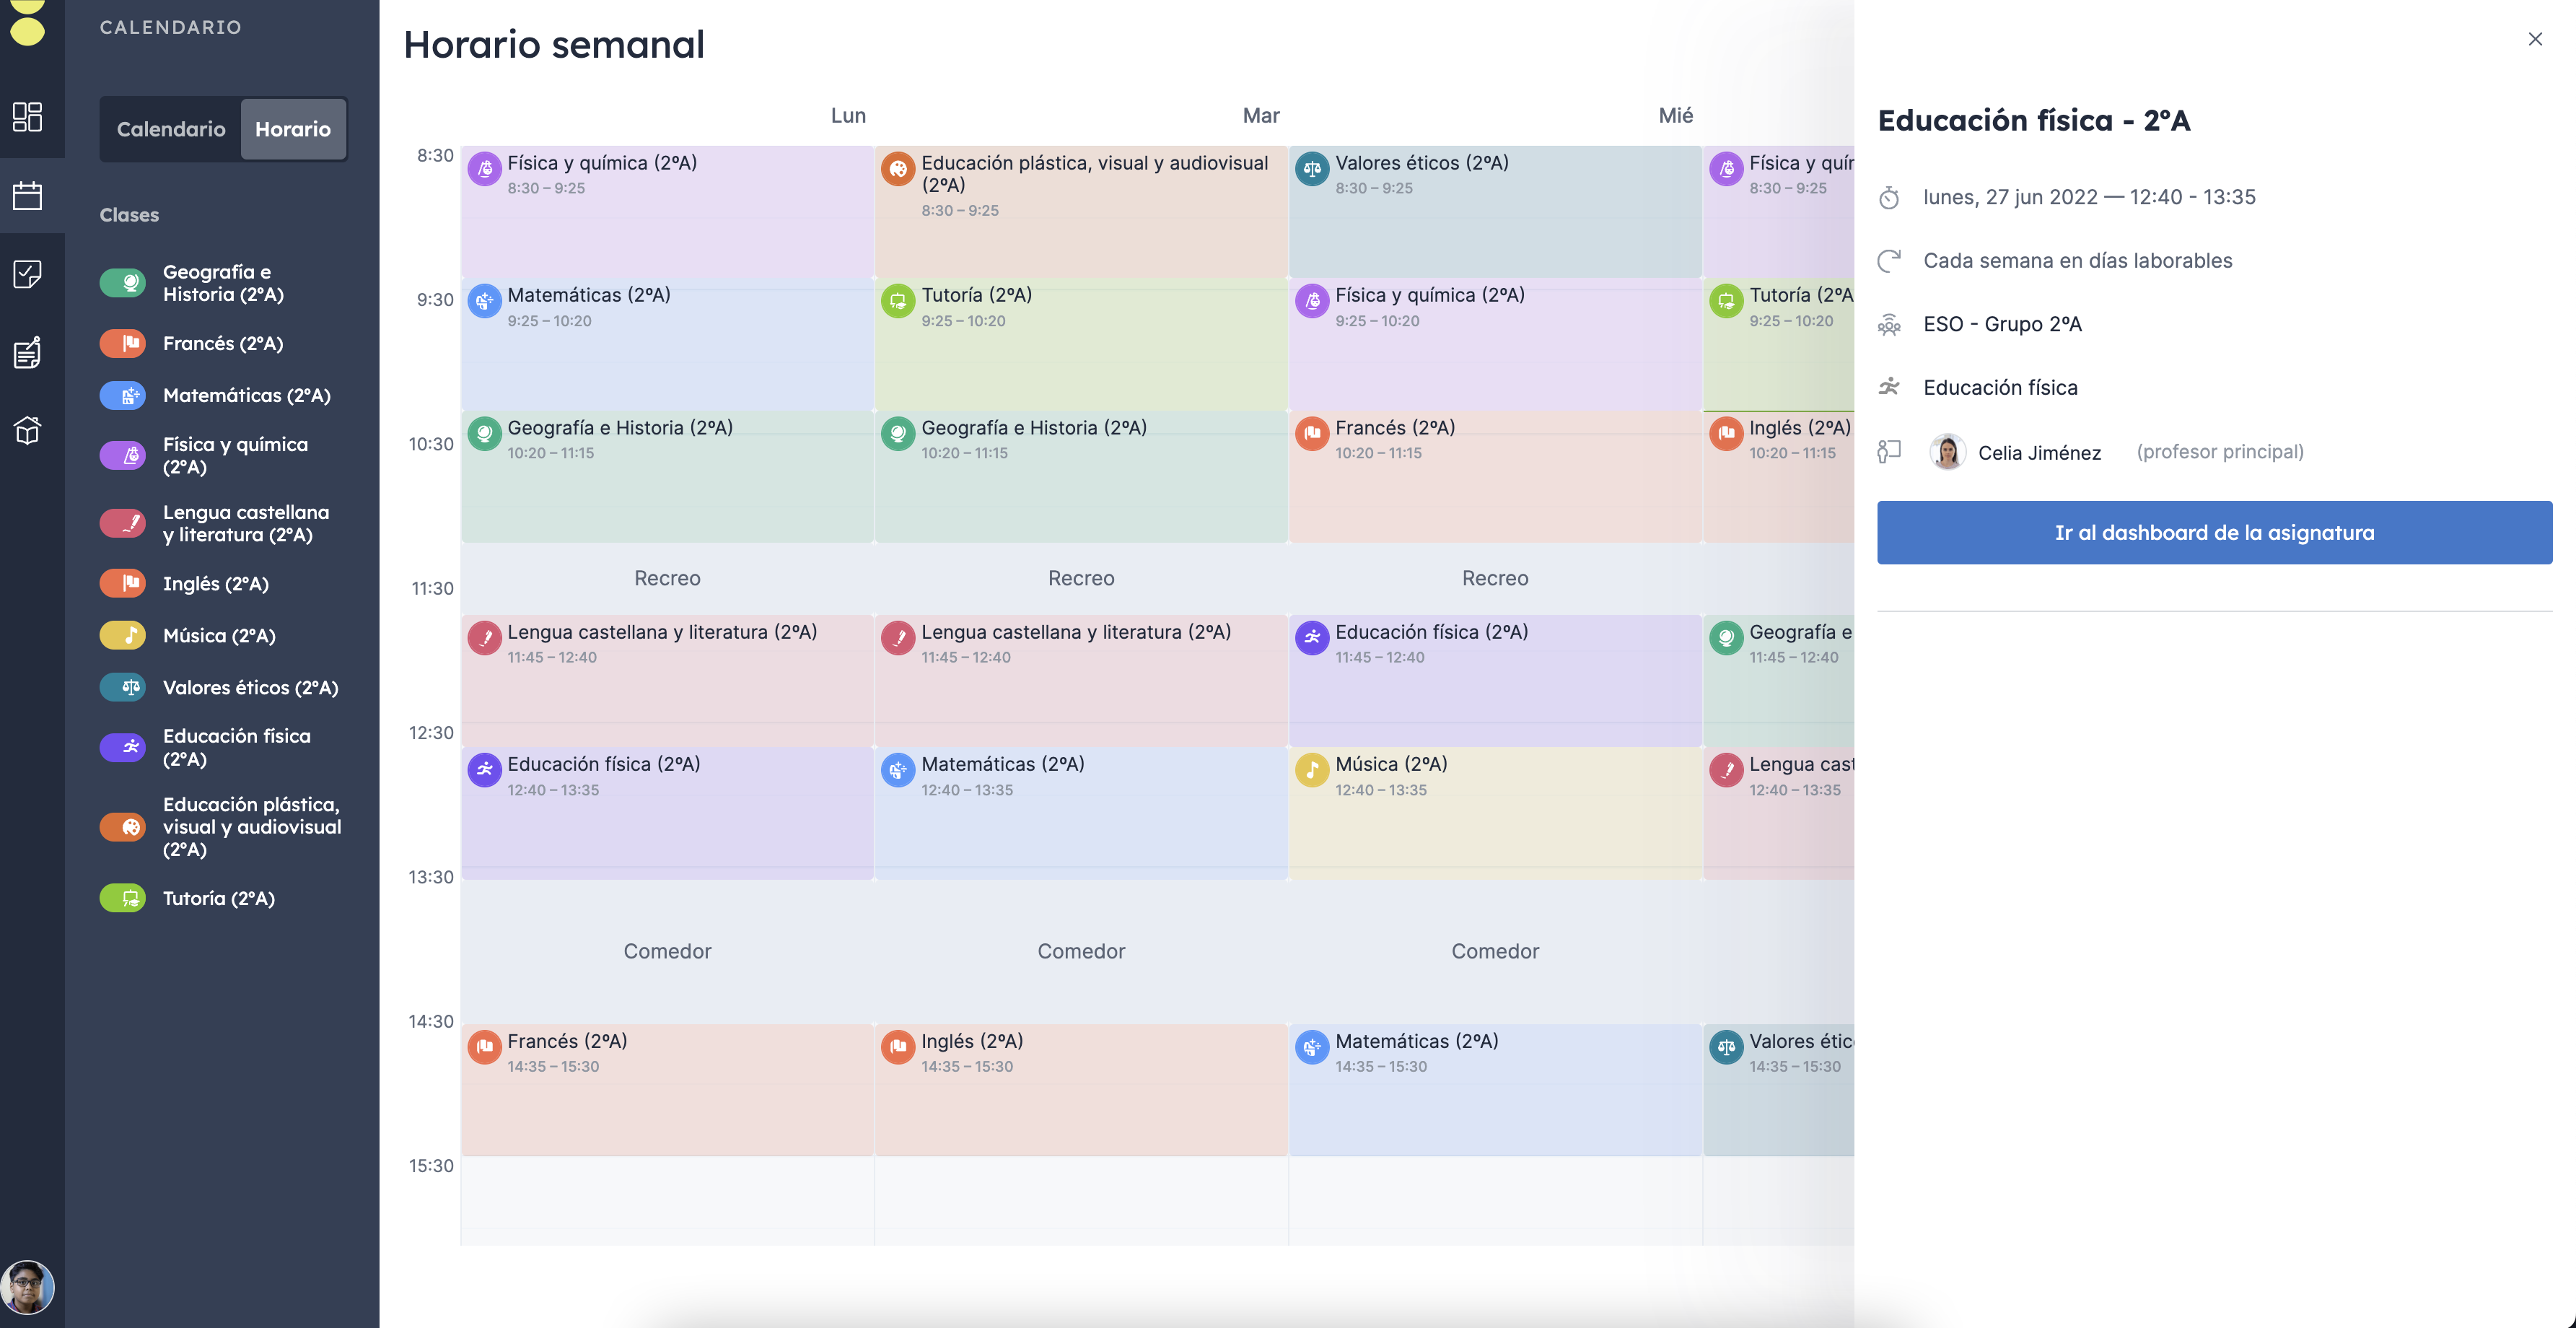 CALENDARIO
Calendario
Horario
Clases
Geografía e
Historia (2ºA)
Francés (2ºA)
Matemáticas (2ºA)
Física y química
(2ºA)
Lengua castellana
y literatura (2ºA)
Inglés (2ºA)
Música (2ºA)
Valores éticos (2ºA)
Educación física
(2ºA)
Educación plástica,
visual y audiovisual
(2ºA)
Tutoría (2ºA)
Horario semanal
Lun
Mar
Mié
8:30
Física y química (2ºA)
8:30 – 9:25
Educación plástica, visual y audiovisual
(2ºA)
8:30 – 9:25
Valores éticos (2ºA)
8:30 – 9:25
Física y quír
8:30 – 9:25
9:30
Matemáticas (2ºA)
9:25 – 10:20
Tutoría (2ºA)
9:25 – 10:20
Física y química (2ºA)
9:25 – 10:20
Tutoría (2ºA
9:25 – 10:20
10:30
Geografía e Historia (2ºA)
10:20 – 11:15
Geografía e Historia (2ºA)
10:20 – 11:15
Francés (2ºA)
10:20 – 11:15
Inglés (2ºA)
10:20 – 11:15
Recreo
Recreo
Recreo
11:30
Lengua castellana y literatura (2ºA)
11:45 – 12:40
Lengua castellana y literatura (2ºA)
11:45 – 12:40
Educación física (2ºA)
11:45 – 12:40
Geografía e
11:45 – 12:40
12:30
Educación física (2ºA)
12:40 – 13:35
Matemáticas (2ºA)
12:40 – 13:35
Música (2ºA)
12:40 – 13:35
Lengua cast
12:40 – 13:35
13:30
Comedor
Comedor
Comedor
14:30
Francés (2ºA)
14:35 – 15:30
Inglés (2ºA)
14:35 – 15:30
Matemáticas (2ºA)
14:35 – 15:30
Valores étic
14:35 – 15:30
15:30
Educación física - 2ºA
lunes, 27 jun 2022 — 12:40 - 13:35
Cada semana en días laborables
ESO - Grupo 2ºA
Educación física
Celia Jiménez (profesor principal)
Ir al dashboard de la asignatura